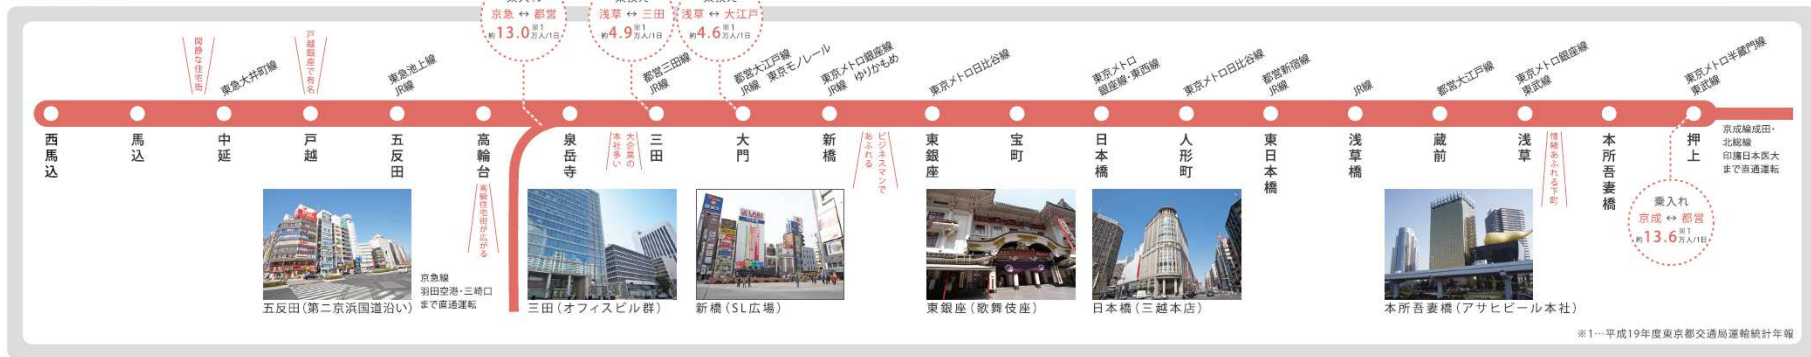 京急 ↔ 都営
約13.0※1万人/1日
浅草 ↔ 三田
約4.9※1万人/1日
浅草 ↔ 大江戸
約4.6※1万人/1日
閑静な住宅街
東急大井町線
戸越銀座で有名
東急池上線
JR線
都営三田線
JR線
都営大江戸線
JR線 東京モノレール
東京メトロ銀座線
JR線 ゆりかもめ
東京メトロ日比谷線
東京メトロ
銀座線・東西線
東京メトロ日比谷線
都営新宿線
JR線
JR線
都営大江戸線
東京メトロ銀座線
東武線
東京メトロ半蔵門線
東武線
西馬込
馬込
中延
戸越
五反田
高輪台
泉岳寺
三田
大門
新橋
東銀座
宝町
日本橋
人形町
東日本橋
浅草橋
蔵前
浅草
本所吾妻橋
押上
高級住宅街が広がる
大企業の
本社多い
ビジネスマンで
あふれる
情緒あふれる下町
京成線成田・
北総線
印旛日本医大
まで直通運転
乗入れ
京成 ↔ 都営
約13.6※1万人/1日
京急線
羽田空港・三崎口
まで直通運転
五反田(第二京浜国道沿い)
三田(オフィスビル群)
新橋(SL広場)
東銀座(歌舞伎座)
日本橋(三越本店)
本所吾妻橋(アサヒビール本社)
※1…平成19年度東京都交通局運輸統計年報